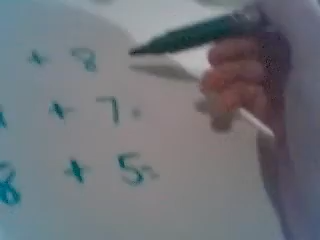 + 8
+ 7=
8 + 5=